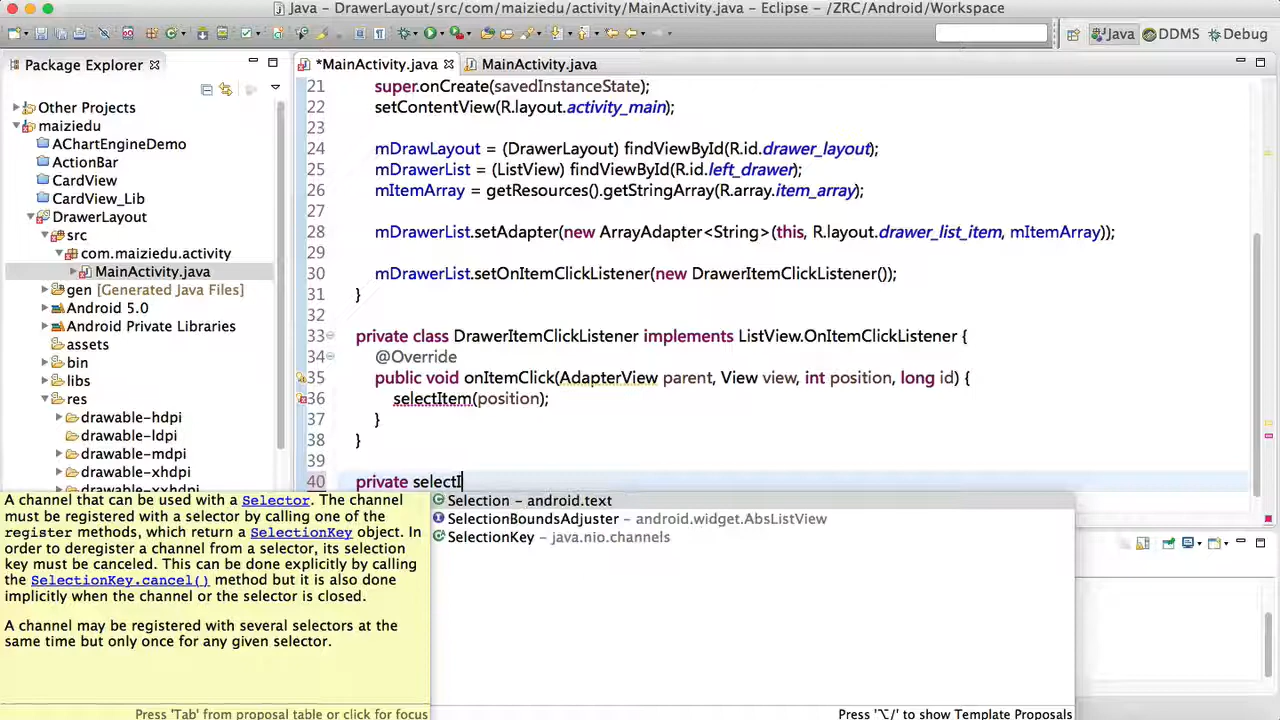 Java – DrawerLayout/src/com/maiziedu/activity/MainActivity.java – Eclipse – /ZRC/Android/Workspace
Java
DDMS
Debug
Package Explorer
*MainActivity.java
MainActivity.java
Other Projects
maiziedu
AChartEngineDemo
ActionBar
CardView
CardView_Lib
DrawerLayout
src
com.maiziedu.activity
MainActivity.java
gen [Generated Java Files]
Android 5.0
Android Private Libraries
assets
bin
libs
res
drawable-hdpi
drawable-ldpi
drawable-mdpi
drawable-xhdpi
drawable-xxhdpi
21 super.onCreate(savedInstanceState);
22 setContentView(R.layout.activity_main);
23
24 mDrawLayout = (DrawerLayout) findViewById(R.id.drawer_layout);
25 mDrawerList = (ListView) findViewById(R.id.left_drawer);
26 mItemArray = getResources().getStringArray(R.array.item_array);
27
28 mDrawerList.setAdapter(new ArrayAdapter<String>(this, R.layout.drawer_list_item, mItemArray));
29
30 mDrawerList.setOnItemClickListener(new DrawerItemClickListener());
31 }
32
33 private class DrawerItemClickListener implements ListView.OnItemClickListener {
34 @Override
35 public void onItemClick(AdapterView parent, View view, int position, long id) {
36 selectItem(position);
37 }
38 }
39
40 private selectI
A channel that can be used with a Selector. The channel
must be registered with a selector by calling one of the
register methods, which return a SelectionKey object. In
order to deregister a channel from a selector, its selection
key must be canceled. This can be done explicitly by calling
the SelectionKey.cancel() method but it is also done
implicitly when the channel or the selector is closed.
A channel may be registered with several selectors at the
same time but only once for any given selector.
Press 'Tab' from proposal table or click for focus
Selection – android.text
SelectionBoundsAdjuster – android.widget.AbsListView
SelectionKey – java.nio.channels
Press '⌥/' to show Template Proposals